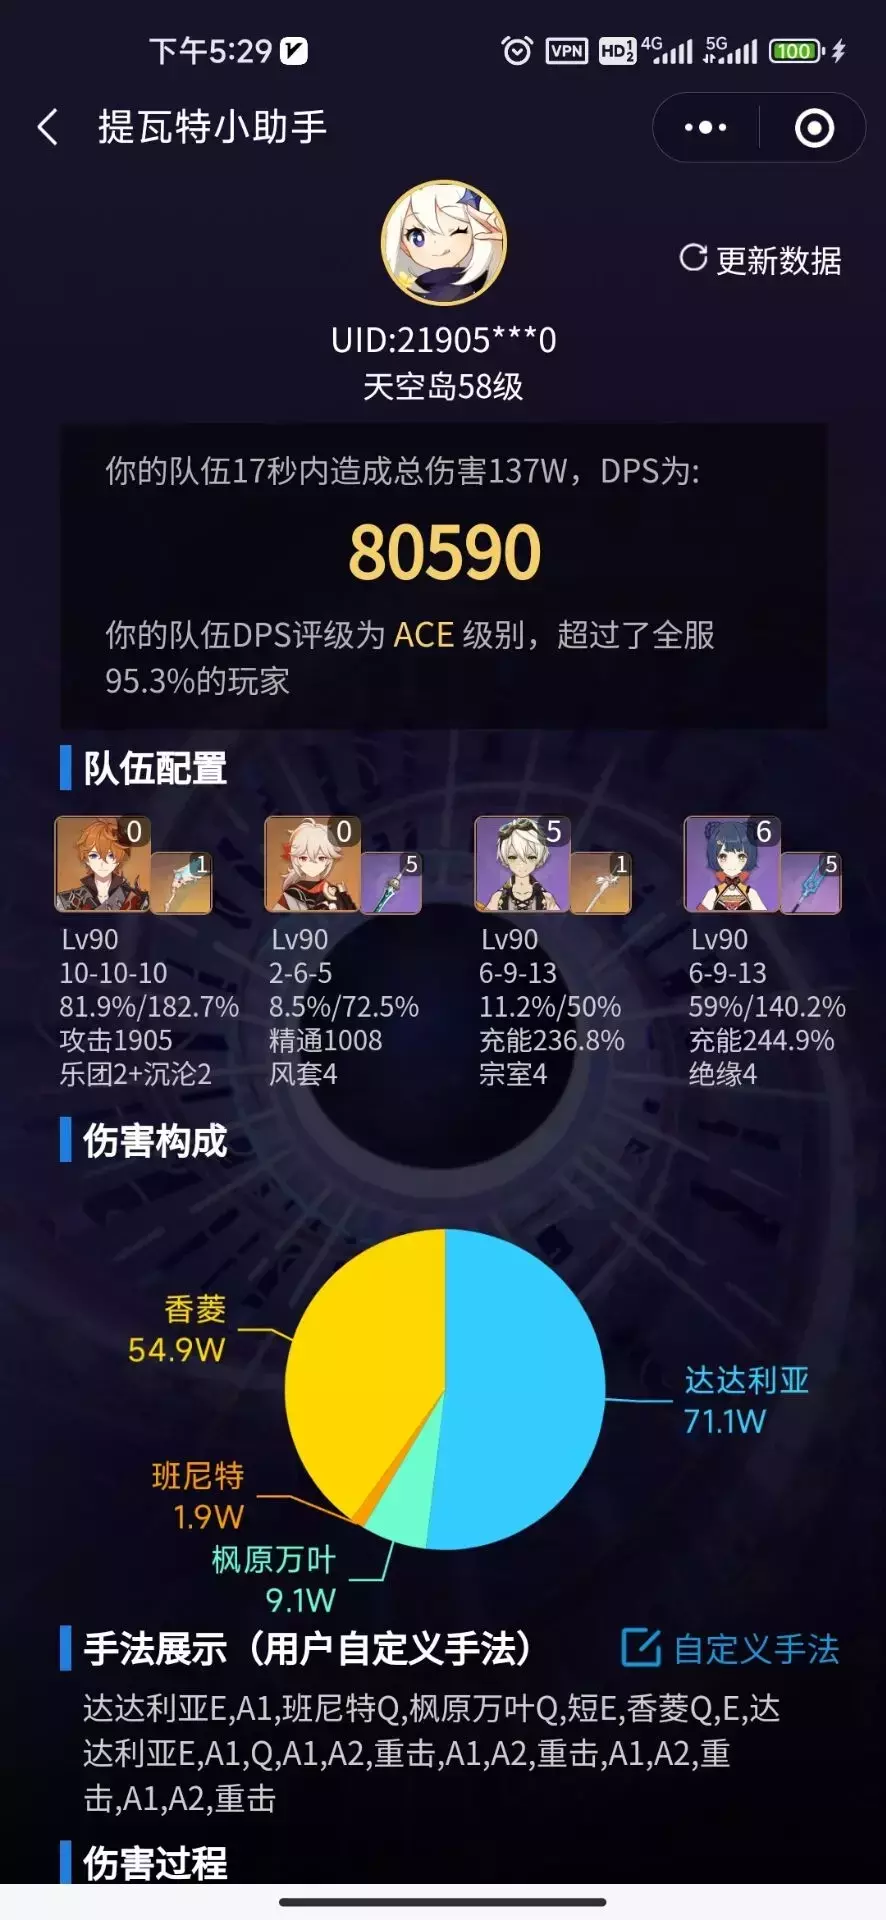 下午5:29
VPN
HD 1 2
4G
5G
100
提瓦特小助手
更新数据
UID:21905***0
天空岛58级
你的队伍17秒内造成总伤害137W，DPS为:
80590
你的队伍DPS评级为 ACE 级别，超过了全服
95.3%的玩家
队伍配置
0 1 0 5 5 1 6 5
Lv90 Lv90 Lv90 Lv90
10-10-10 2-6-5 6-9-13 6-9-13
81.9%/182.7% 8.5%/72.5% 11.2%/50% 59%/140.2%
攻击1905 精通1008 充能236.8% 充能244.9%
乐团2+沉沦2 风套4 宗室4 绝缘4
伤害构成
香菱
54.9W
达达利亚
71.1W
班尼特
1.9W
枫原万叶
9.1W
手法展示（用户自定义手法） 自定义手法
达达利亚E,A1,班尼特Q,枫原万叶Q,短E,香菱Q,E,达
达利亚E,A1,Q,A1,A2,重击,A1,A2,重击,A1,A2,重
击,A1,A2,重击
伤害过程